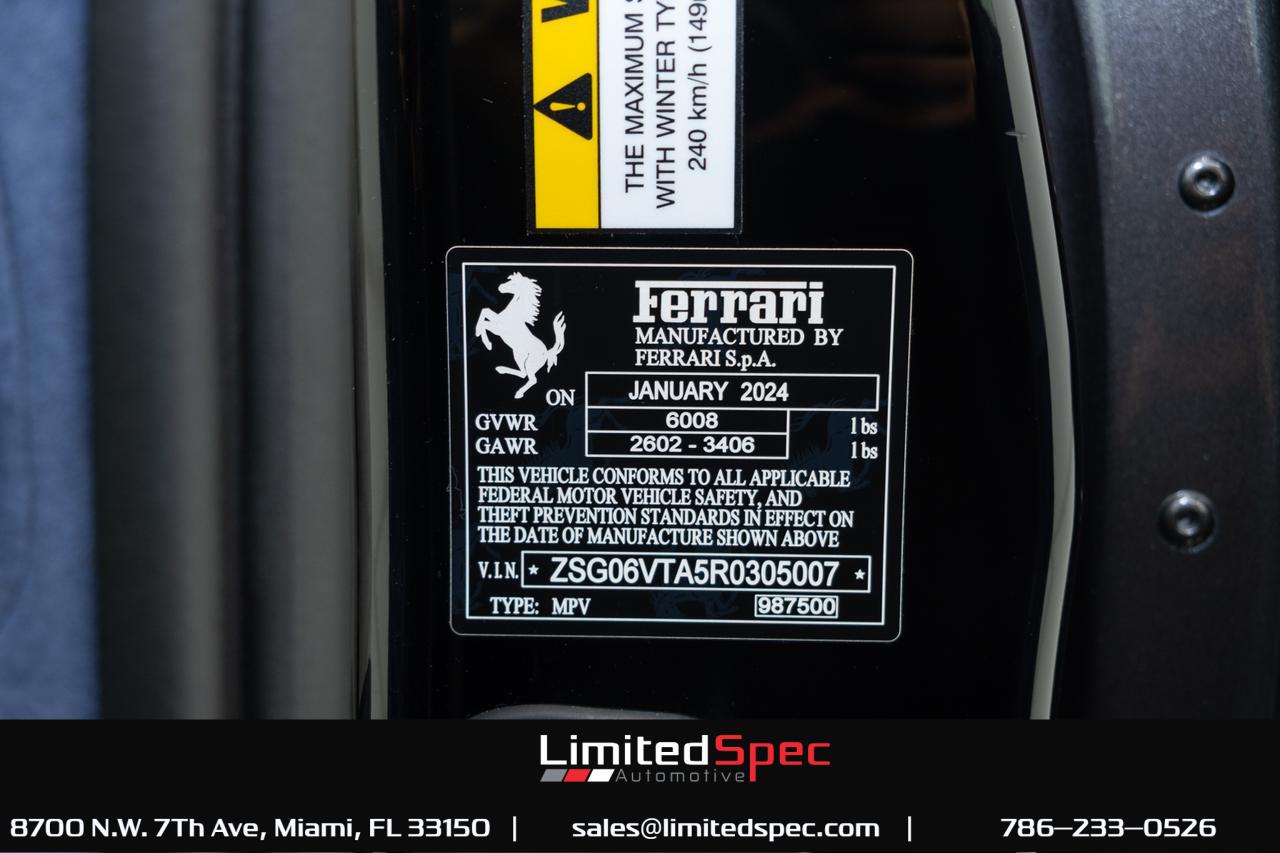 THE MAXIMUM
WITH WINTER
240 km/h
Ferrari
MANUFACTURED BY
FERRARI S.p.A.
ON JANUARY 2024
GVWR 6008 lbs
GAWR 2602 - 3406 lbs
THIS VEHICLE CONFORMS TO ALL APPLICABLE
FEDERAL MOTOR VEHICLE SAFETY, AND
THEFT PREVENTION STANDARDS IN EFFECT ON
THE DATE OF MANUFACTURE SHOWN ABOVE
V.I.N. * ZSG06VTA5R0305007 *
TYPE: MPV 987500
LimitedSpec
Automotive
8700 N.W. 7Th Ave, Miami, FL 33150 | sales@limitedspec.com | 786-233-0526